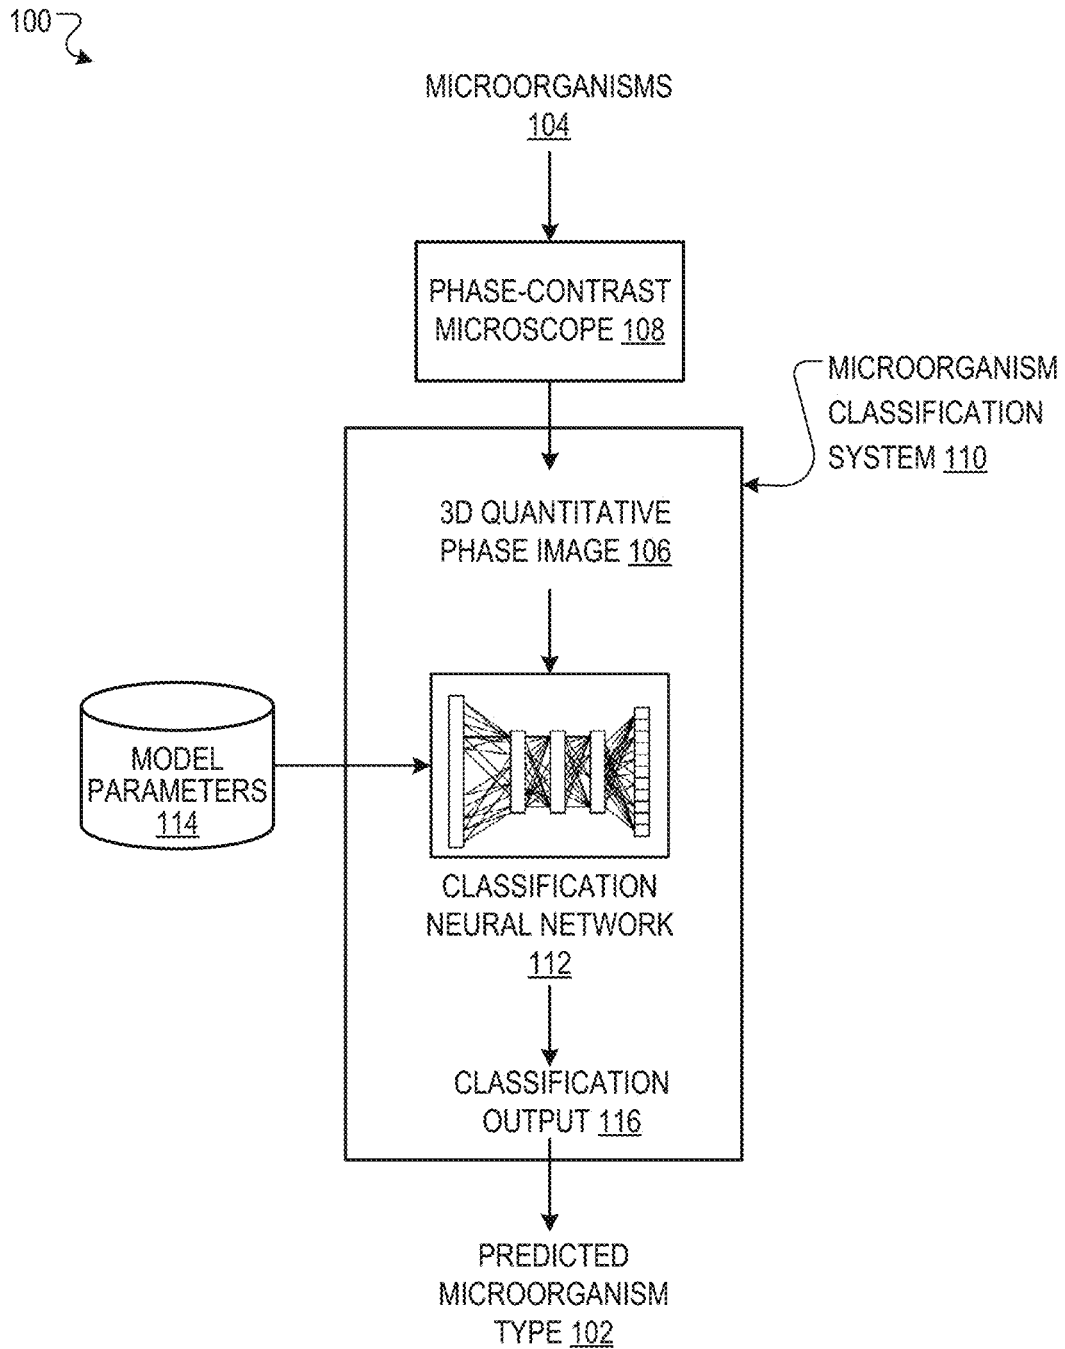 100
MICROORGANISMS
104
PHASE-CONTRAST
MICROSCOPE 108
MICROORGANISM
CLASSIFICATION
SYSTEM 110
3D QUANTITATIVE
PHASE IMAGE 106
MODEL
PARAMETERS
114
CLASSIFICATION
NEURAL NETWORK
112
CLASSIFICATION
OUTPUT 116
PREDICTED
MICROORGANISM
TYPE 102